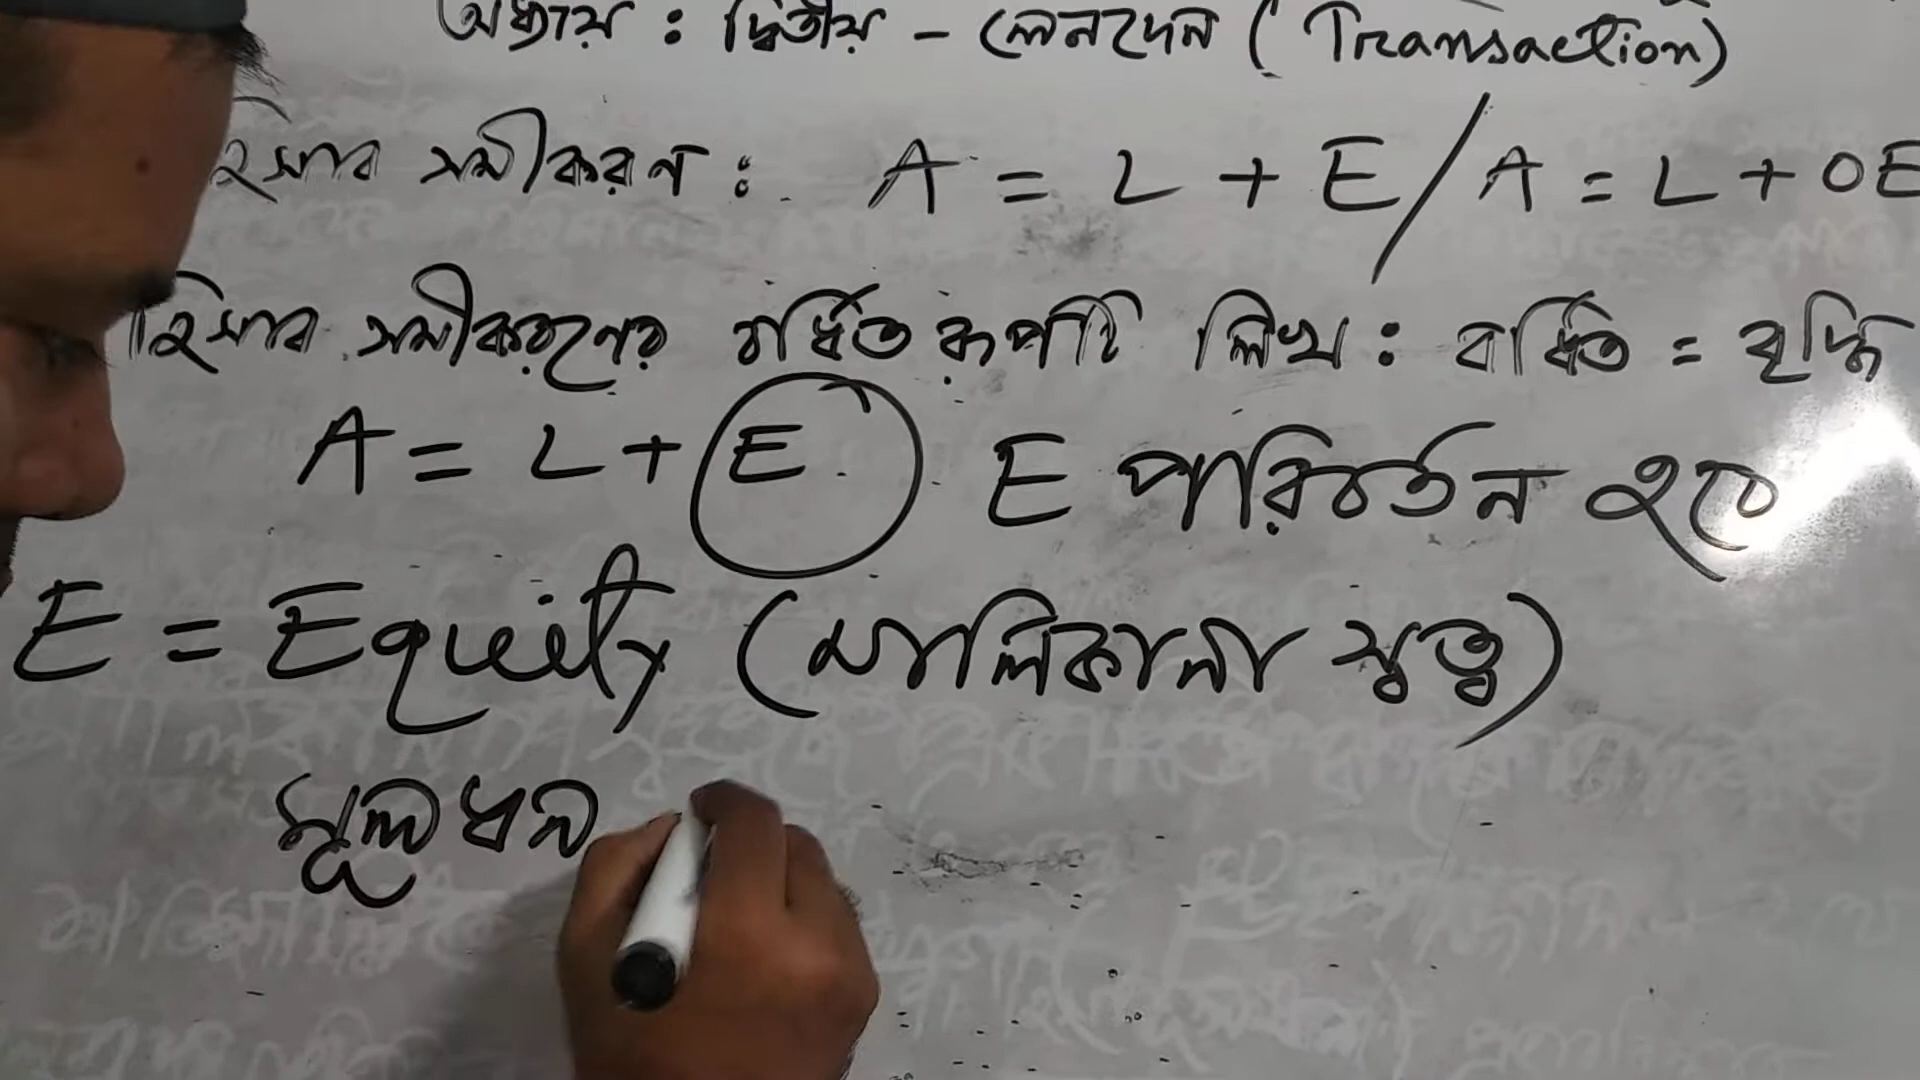 অধ্যায় : দ্বিতীয় - লেনদেন ( Transaction)
হিসাব সমীকরণ : A = L + E / A = L + OE
হিসাব সমীকরণের বর্ধিত রূপটি লিখ : বর্ধিত = বৃদ্ধি
A = L + E E পরিবর্তন হবে
E = Equity (মালিকানা স্বত্ব)
মূলধন